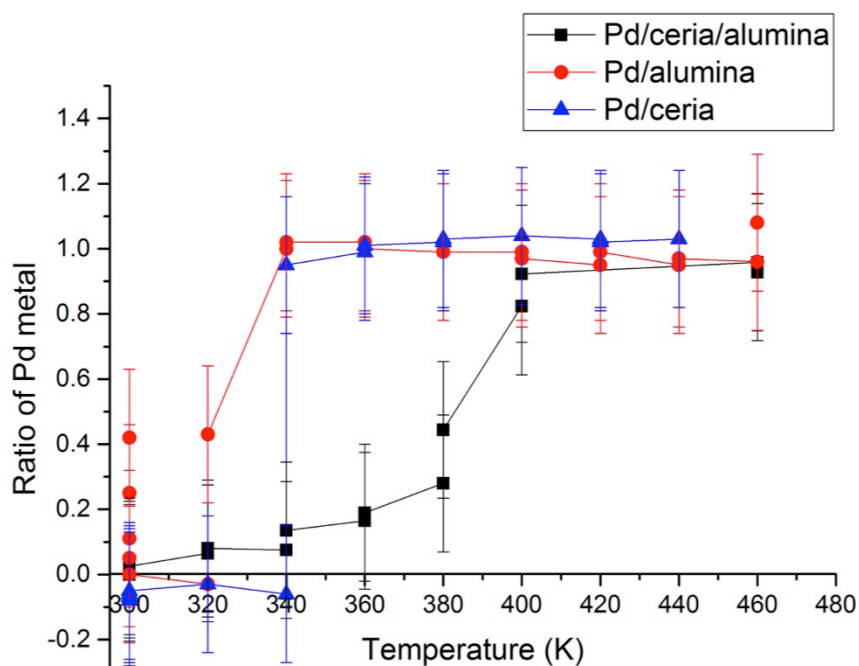 Pd/ceria/alumina
Pd/alumina
Pd/ceria
1.4
1.2
1.0
0.8
0.6
0.4
0.2
0.0
-0.2
Ratio of Pd metal
300 320 340 360 380 400 420 440 460 480
Temperature (K)